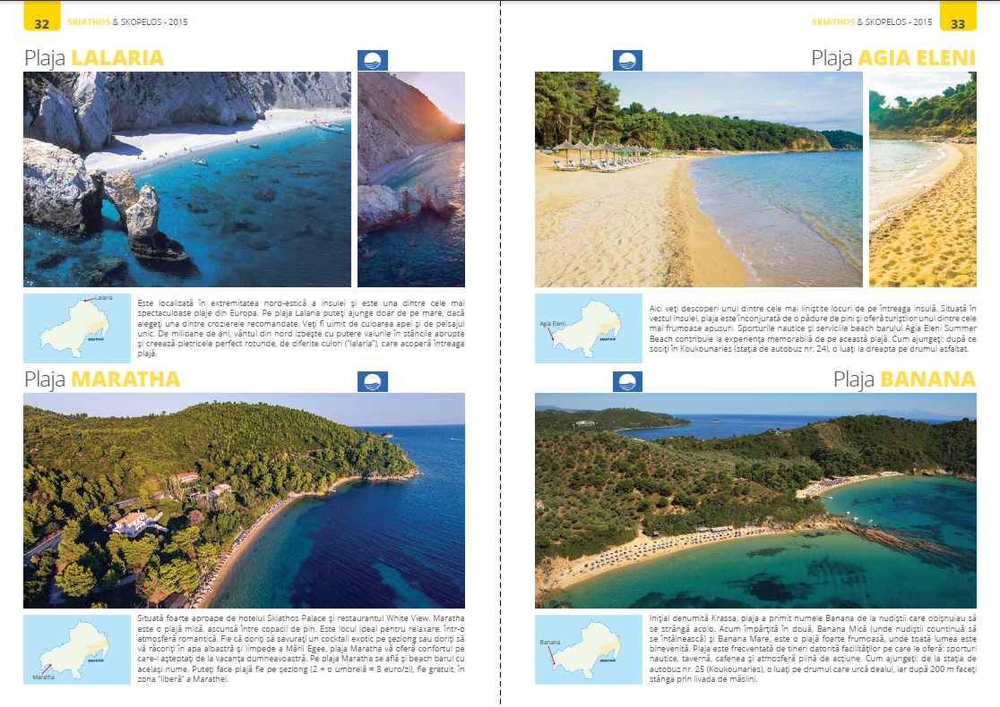 32
SKIATHOS & SKOPELOS - 2015
Plaja LALARIA
Lalaria
SKIATHOS
Este localizată în extremitatea nord-estică a insulei și este una dintre cele mai
spectaculoase plaje din Europa. Pe plaja Lalaria puteți ajunge doar de pe mare, dacă
alegeți una dintre crozierele recomandate. Veți fi uimit de culoarea apei și de peisajul
unic. De milioane de ani, vântul din nord izbește cu putere valurile în stâncile abrupte
și creează pietricele perfect rotunde, de diferite culori ("lalaria"), care acoperă întreaga
plajă.
Plaja MARATHA
Maratha
SKIATHOS
Situată foarte aproape de hotelul Skiathos Palace și restaurantul White View, Maratha
este o plajă mică, ascunsă între copacii de pin. Este locul ideal pentru relaxare, într-o
atmosferă romantică. Fie că doriți să savurați un cocktail exotic pe șezlong sau doriți să
vă răcoriți în apa albastră și limpede a Mării Egee, plaja Maratha vă oferă confortul pe
care-l așteptați de la vacanța dumneavoastră. Pe plaja Maratha se află și beach barul cu
același nume. Puteți face plajă fie pe șezlong (2 + o umbrelă = 8 euro/zi), fie gratuit, în
zona "liberă" a Marathei.
SKIATHOS & SKOPELOS - 2015
33
Plaja AGIA ELENI
Agia Eleni
SKIATHOS
Aici veți descoperi unul dintre cele mai liniștite locuri de pe întreaga insulă. Situată în
vestul insulei, plaja este înconjurată de o pădure de pini și oferă turiștilor unul dintre cele
mai frumoase apusuri. Sporturile nautice și serviciile beach barului Agia Eleni Summer
Beach contribuie la experiența memorabilă de pe această plajă. Cum ajungeți: după ce
sosiți în Koukounaries (stația de autobuz nr. 24), o luați la dreapta pe drumul asfaltat.
Plaja BANANA
Banana
SKIATHOS
Inițial denumită Krassa, plaja a primit numele Banana de la nudiștii care obișnuiau să
se strângă acolo. Acum împărțită în două, Banana Mică (unde nudiștii countinuă să
se întâlnească) și Banana Mare, este o plajă foarte frumoasă, unde toată lumea este
binevenită. Plaja este frecventată de tineri datorită facilităților pe care le oferă: sporturi
nautice, tavernă, cafenea și atmosferă plină de acțiune. Cum ajungeți: de la stația de
autobuz nr. 25 (Koukounaries), o luați pe drumul care urcă dealul, iar după 200 m faceți
stânga prin livada de măslini.